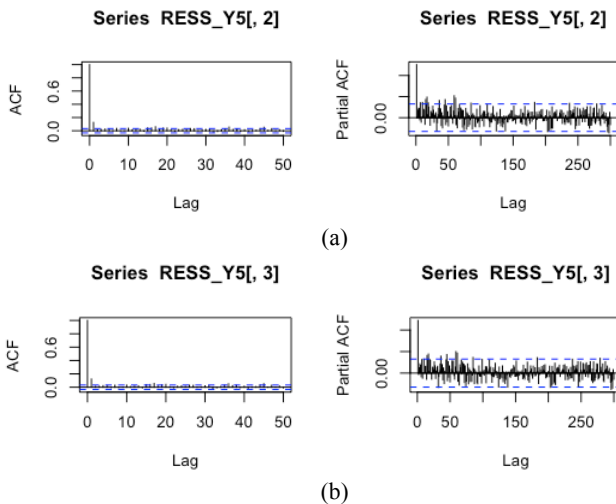 Series RESS_Y5[, 2]
ACF
0.0 0.6
0 10 20 30 40 50
Lag
Series RESS_Y5[, 2]
Partial ACF
0.00
0 50 150 250
Lag
(a)
Series RESS_Y5[, 3]
ACF
0.0 0.6
0 10 20 30 40 50
Lag
Series RESS_Y5[, 3]
Partial ACF
0.00
0 50 150 250
Lag
(b)